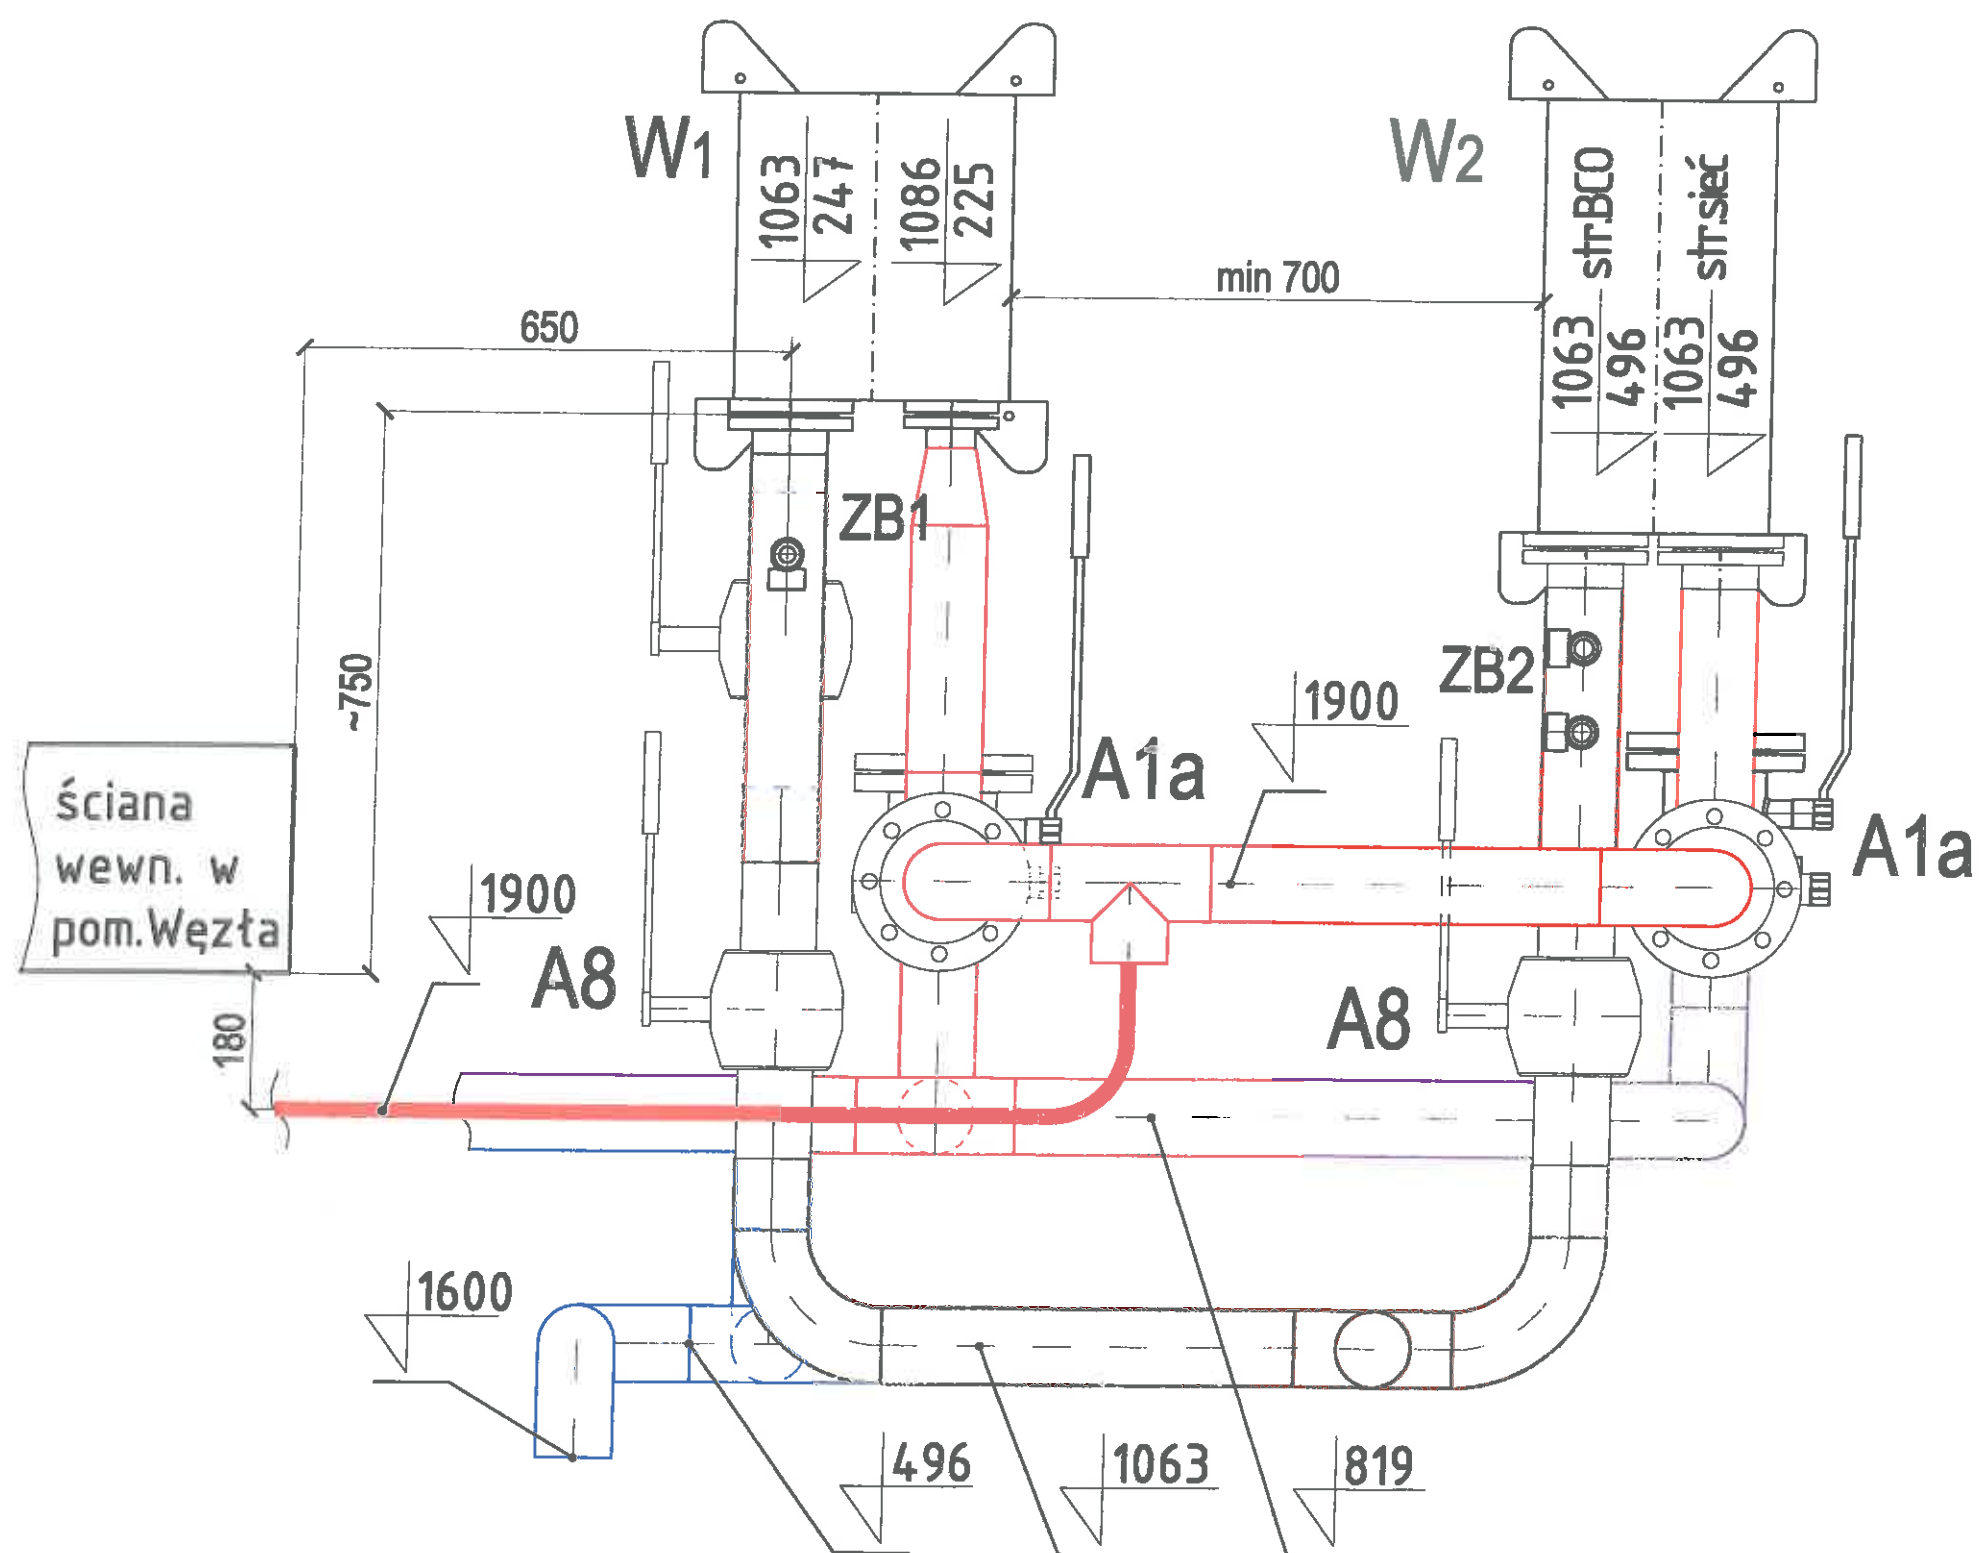 W1
1063
247
1086
225
W2
str.BCO
str.sieć
1063
496
1063
496
min 700
650
ZB1
~750
ZB2
1900
A1a
ściana
wewn. w
pom.Węzła
1900
A1a
A8
A8
180
1600
496
1063
819